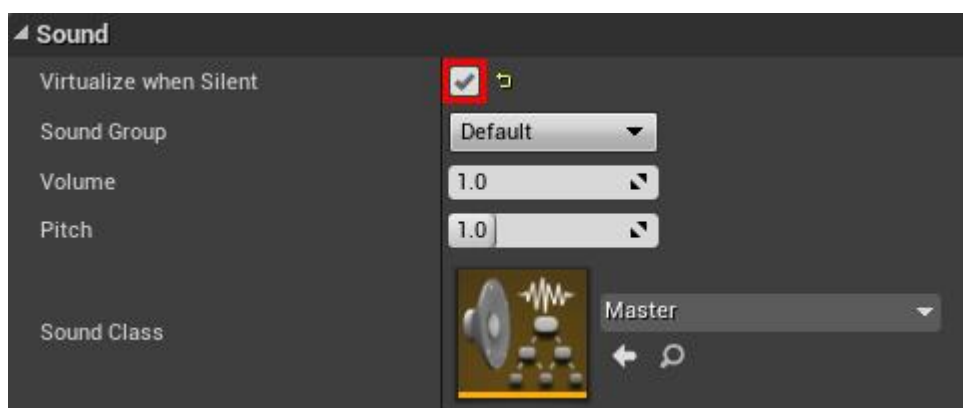 Sound
Virtualize when Silent
Sound Group Default
Volume 1.0
Pitch 1.0
Sound Class Master